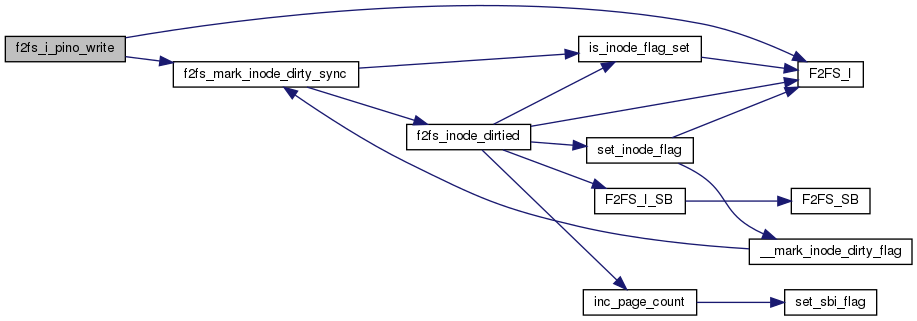 f2fs_i_pino_write
f2fs_mark_inode_dirty_sync
is_inode_flag_set
F2FS_I
f2fs_inode_dirtied
set_inode_flag
F2FS_I_SB
F2FS_SB
__mark_inode_dirty_flag
inc_page_count
set_sbi_flag